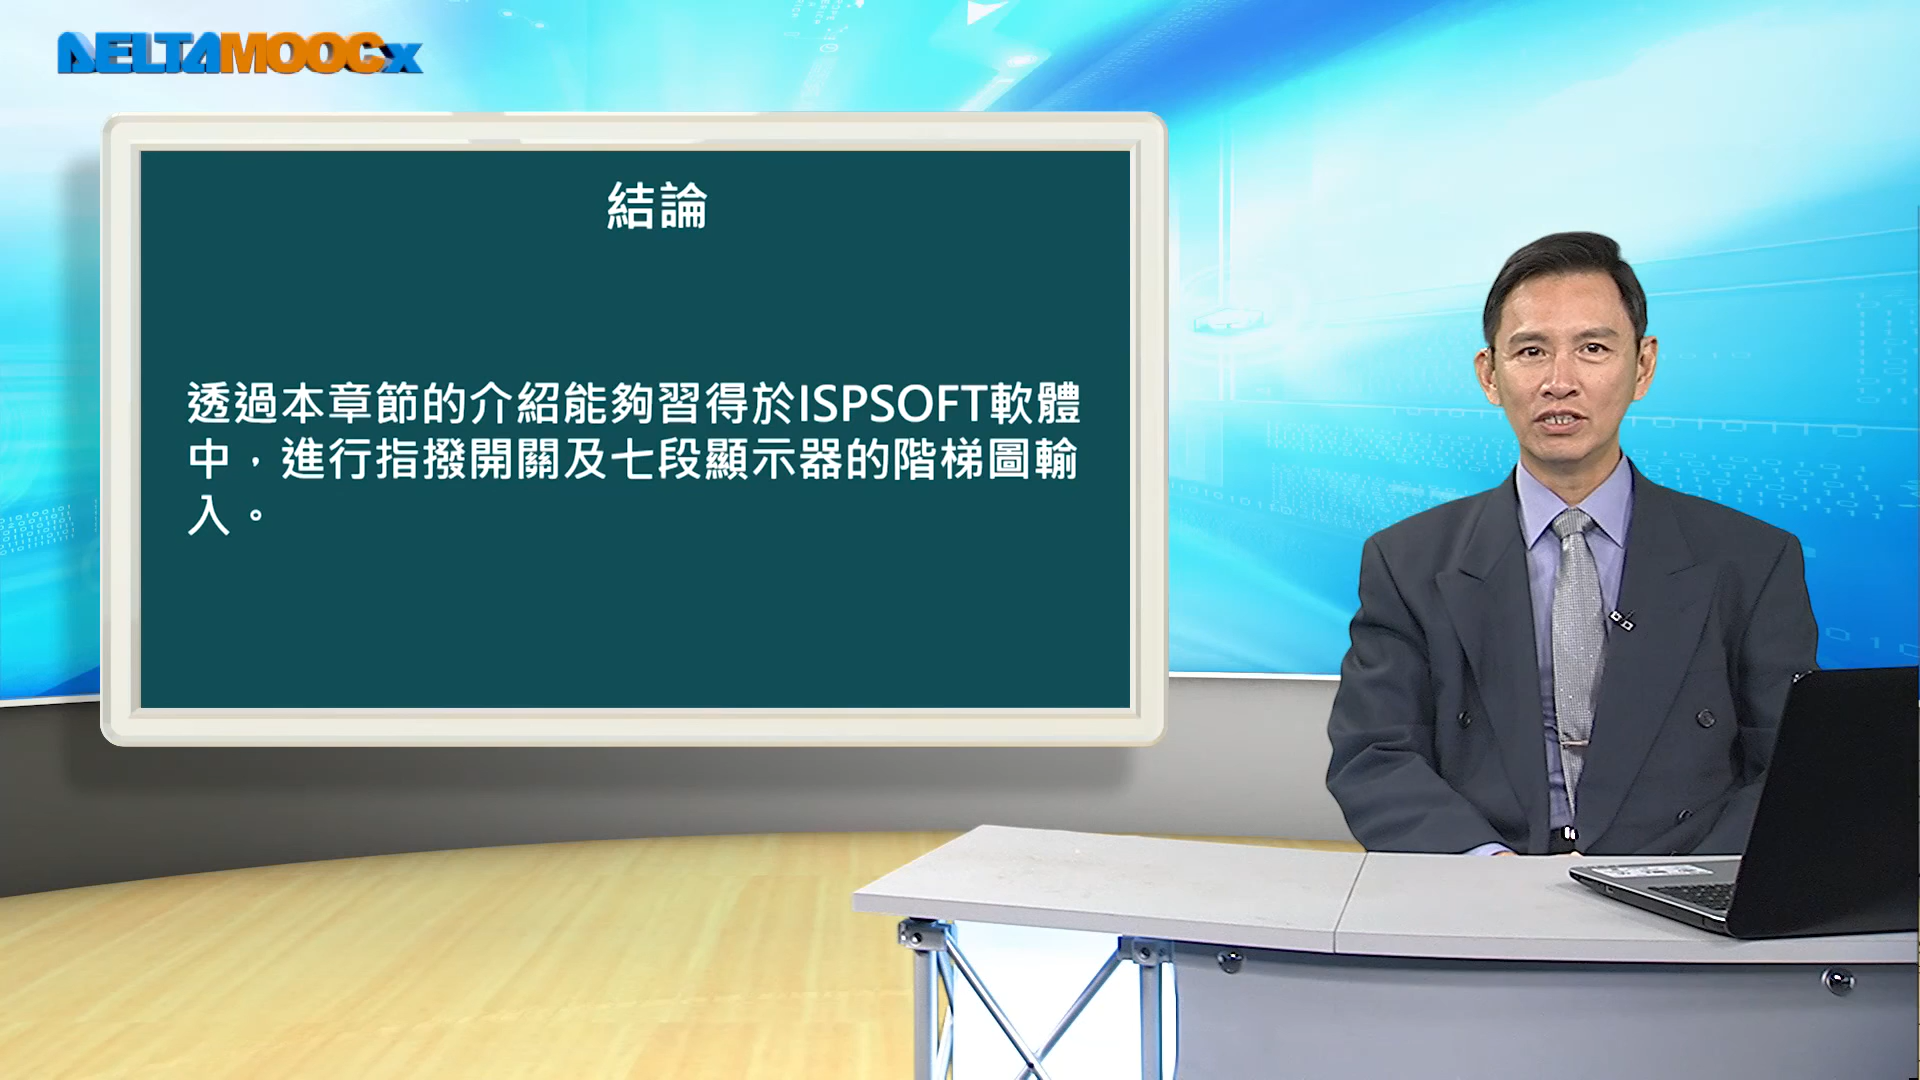 DELTAMOOCx
結論
透過本章節的介紹能夠習得於ISPSOFT軟體
中，進行指撥開關及七段顯示器的階梯圖輸
入。